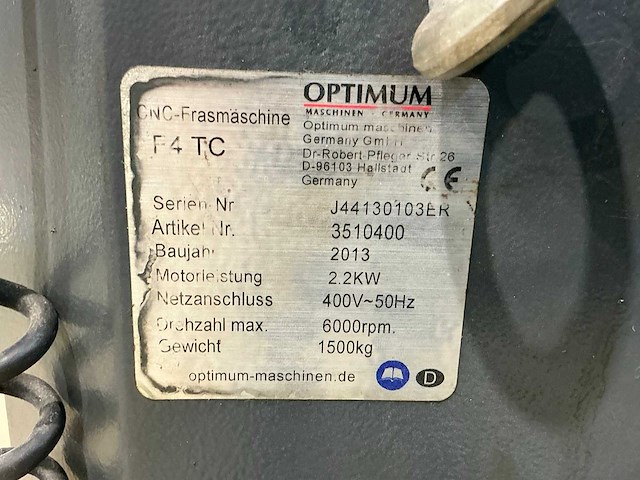 CNC-Frasmaschine
F4 TC
OPTIMUM
MASCHINEN - GERMANY
Optimum maschinen
Germany GmbH
Dr-Robert-Pfleger-Str 26
D-96103 Hallstadt
Germany
CE
Serien Nr J44130103ER
Artikel Nr. 3510400
Baujahr 2013
Motorleistung 2.2KW
Netzanschluss 400V~50Hz
Drehzahl max. 6000rpm.
Gewicht 1500kg
optimum-maschinen.de D